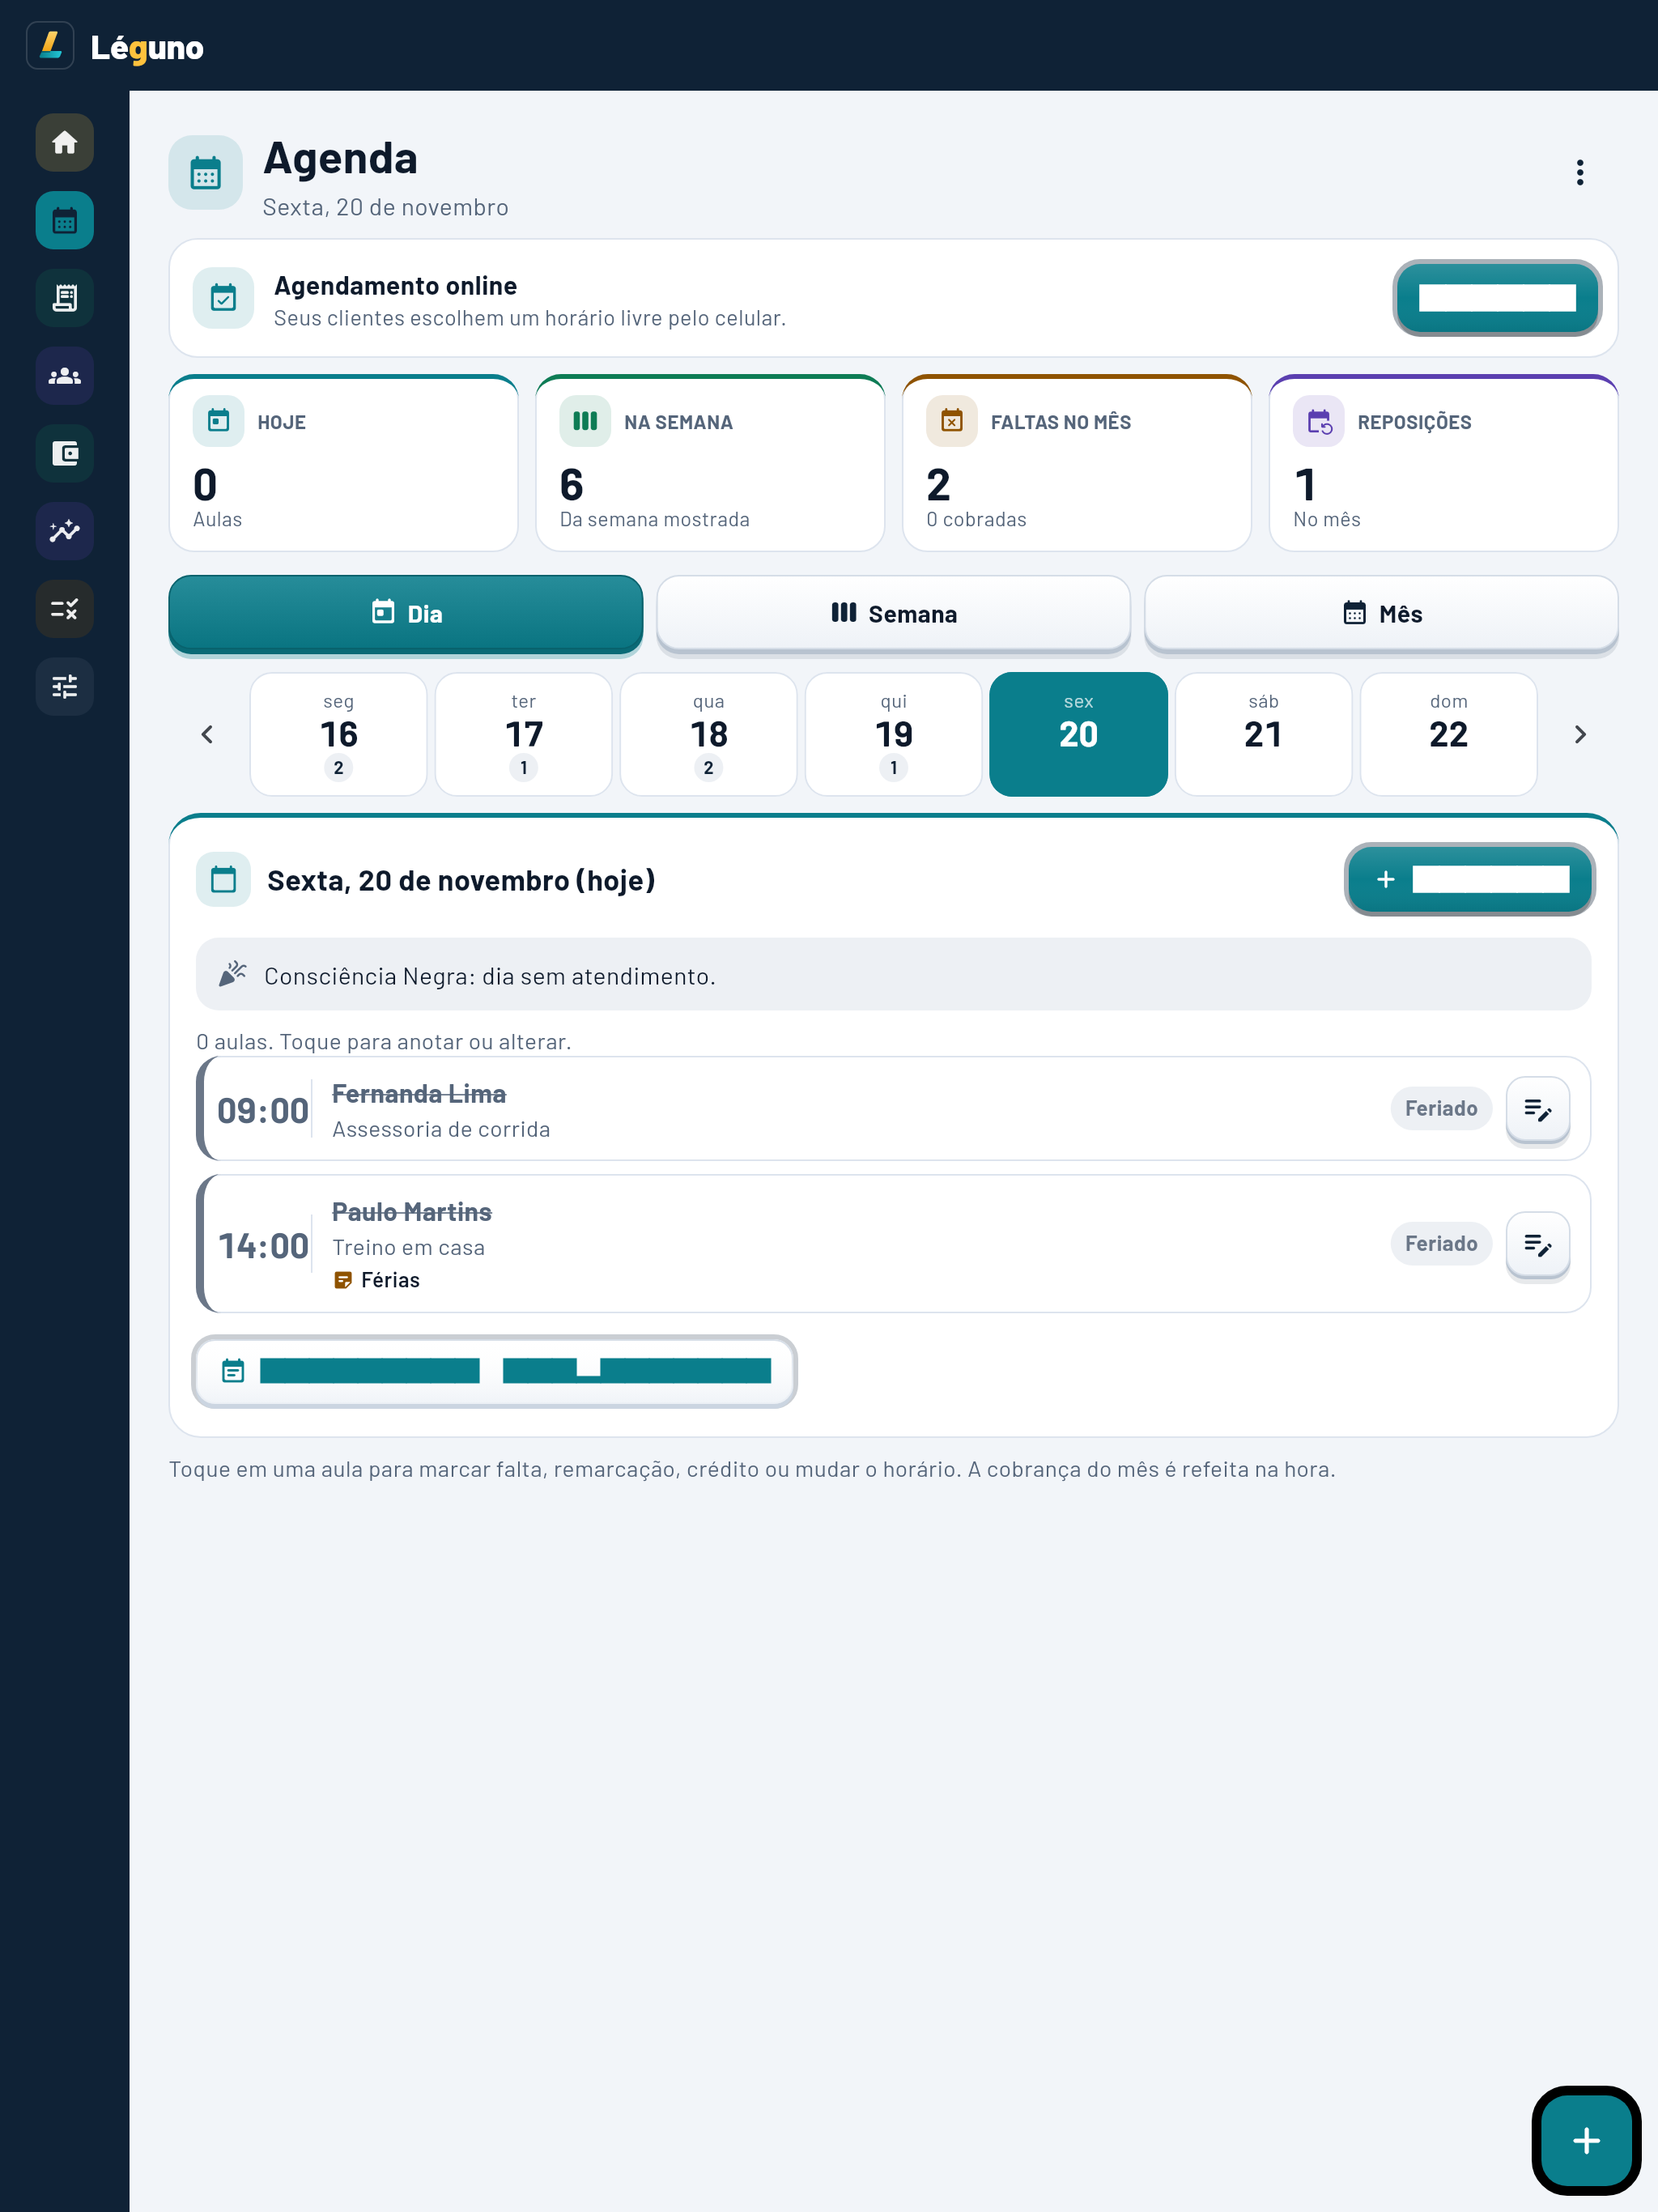 Léguno
Agenda
Sexta, 20 de novembro
Agendamento online
Seus clientes escolhem um horário livre pelo celular.
HOJE
0
Aulas
NA SEMANA
6
Da semana mostrada
FALTAS NO MÊS
2
0 cobradas
REPOSIÇÕES
1
No mês
Dia
Semana
Mês
seg
16
2
ter
17
1
qua
18
2
qui
19
1
sex
20
sáb
21
dom
22
Sexta, 20 de novembro (hoje)
Consciência Negra: dia sem atendimento.
0 aulas. Toque para anotar ou alterar.
09:00
Fernanda Lima
Assessoria de corrida
Feriado
14:00
Paulo Martins
Treino em casa
Férias
Feriado
Toque em uma aula para marcar falta, remarcação, crédito ou mudar o horário. A cobrança do mês é refeita na hora.